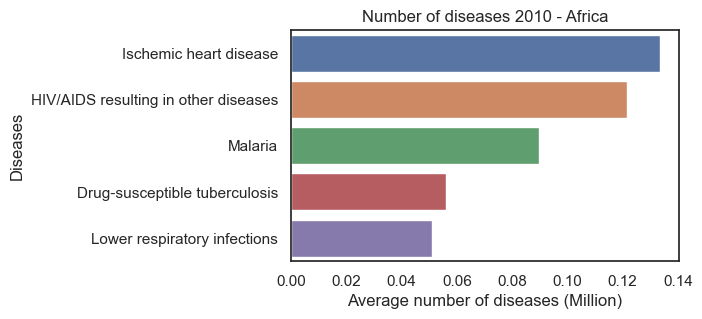 Number of diseases 2010 - Africa
Diseases
Ischemic heart disease
HIV/AIDS resulting in other diseases
Malaria
Drug-susceptible tuberculosis
Lower respiratory infections
0.00 0.02 0.04 0.06 0.08 0.10 0.12 0.14
Average number of diseases (Million)